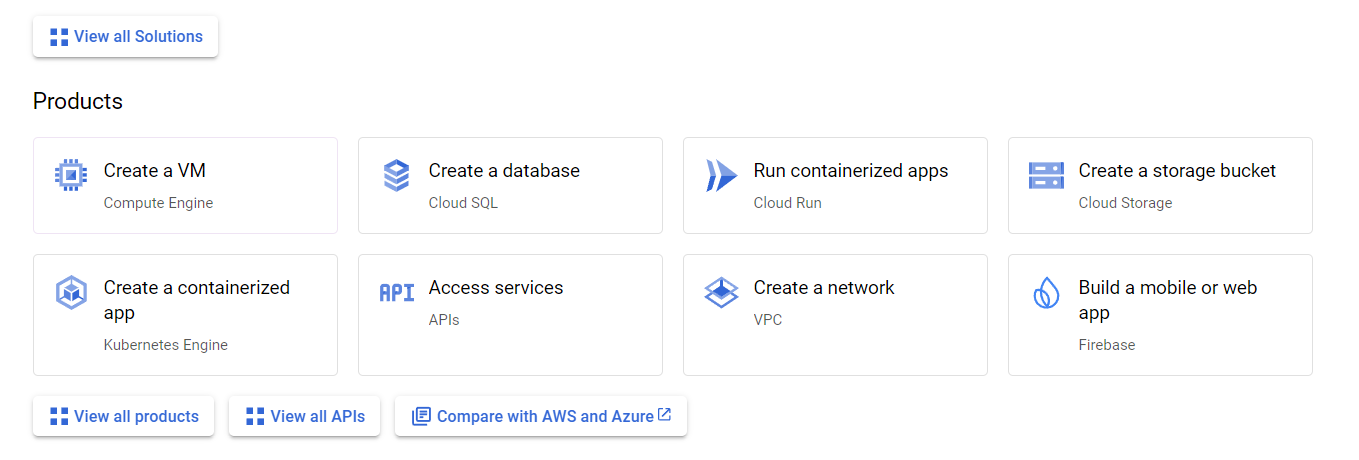 View all Solutions
Products
Create a VM
Compute Engine
Create a database
Cloud SQL
Run containerized apps
Cloud Run
Create a storage bucket
Cloud Storage
Create a containerized
app
Kubernetes Engine
API
Access services
APIs
Create a network
VPC
Build a mobile or web
app
Firebase
View all products
View all APIs
Compare with AWS and Azure